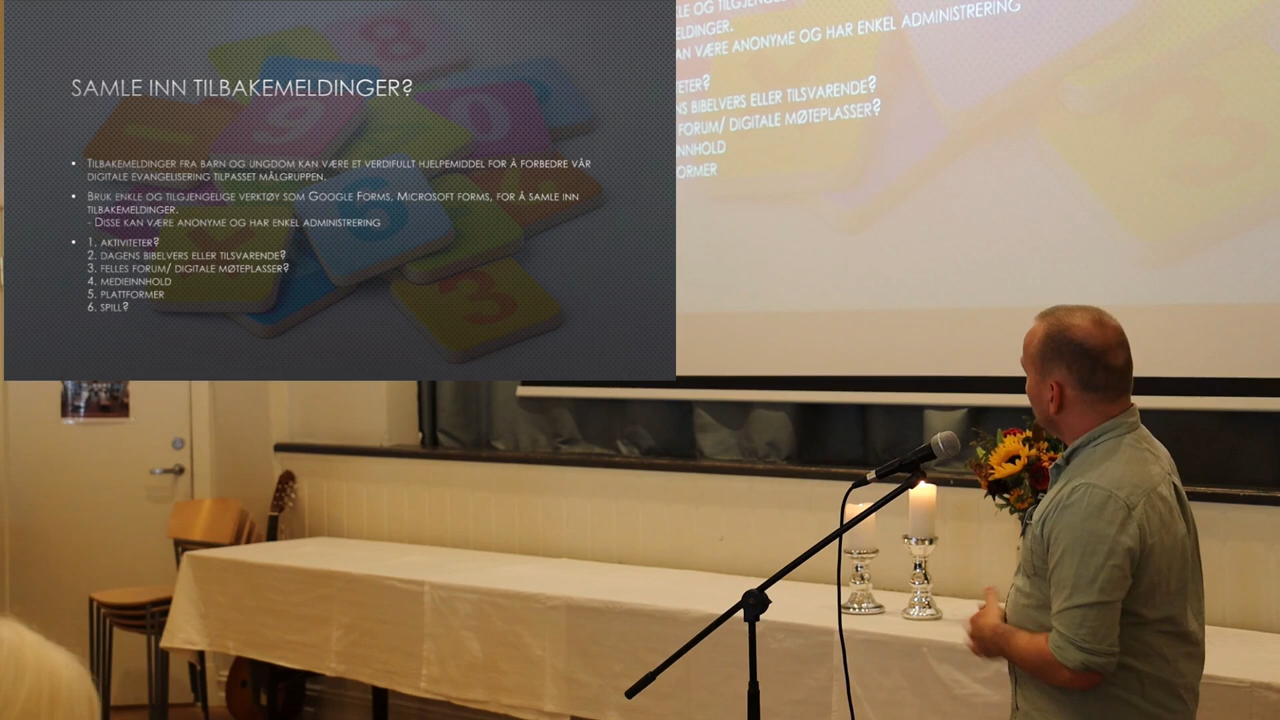 SAMLE INN TILBAKEMELDINGER?
• TILBAKEMELDINGER FRA BARN OG UNGDOM KAN VÆRE ET VERDIFULLT HJELPEMIDDEL FOR Å FORBEDRE VÅR
DIGITALE EVANGELISERING TILPASSET MÅLGRUPPEN.
• BRUK ENKLE OG TILGJENGELIGE VERKTØY SOM GOOGLE FORMS, MICROSOFT FORMS, FOR Å SAMLE INN
TILBAKEMELDINGER.
- DISSE KAN VÆRE ANONYME OG HAR ENKEL ADMINISTRERING
• 1. AKTIVITETER?
2. DAGENS BIBELVERS ELLER TILSVARENDE?
3. FELLES FORUM/ DIGITALE MØTEPLASSER?
4. MEDIEINNHOLD
5. PLATTFORMER
6. SPILL?
KLE OG TILGJENGE
ELDINGER.
AN VÆRE ANONYME OG HAR ENKEL ADMINISTRERING
TETER?
NS BIBELVERS ELLER TILSVARENDE?
FORUM/ DIGITALE MØTEPLASSER?
NNHOLD
ORMER